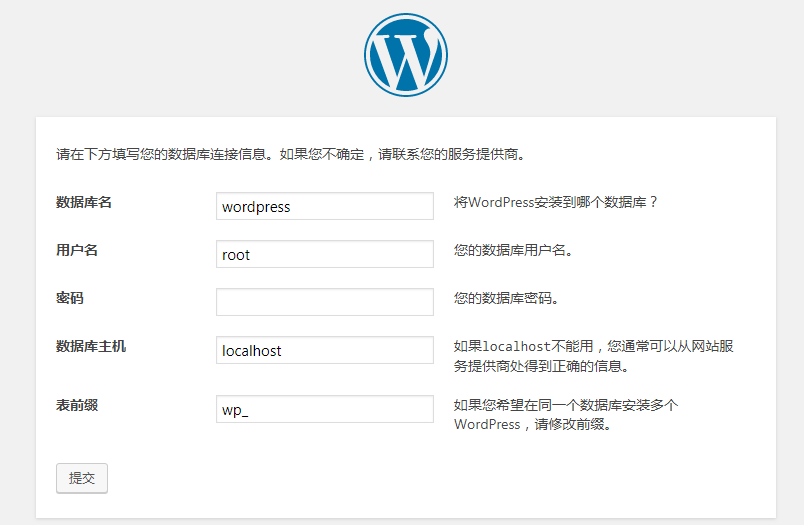 请在下方填写您的数据库连接信息。如果您不确定，请联系您的服务提供商。
数据库名 wordpress 将WordPress安装到哪个数据库？
用户名 root 您的数据库用户名。
密码 您的数据库密码。
数据库主机 localhost 如果localhost不能用，您通常可以从网站服
务提供商处得到正确的信息。
表前缀 wp_ 如果您希望在同一个数据库安装多个
WordPress，请修改前缀。
提交